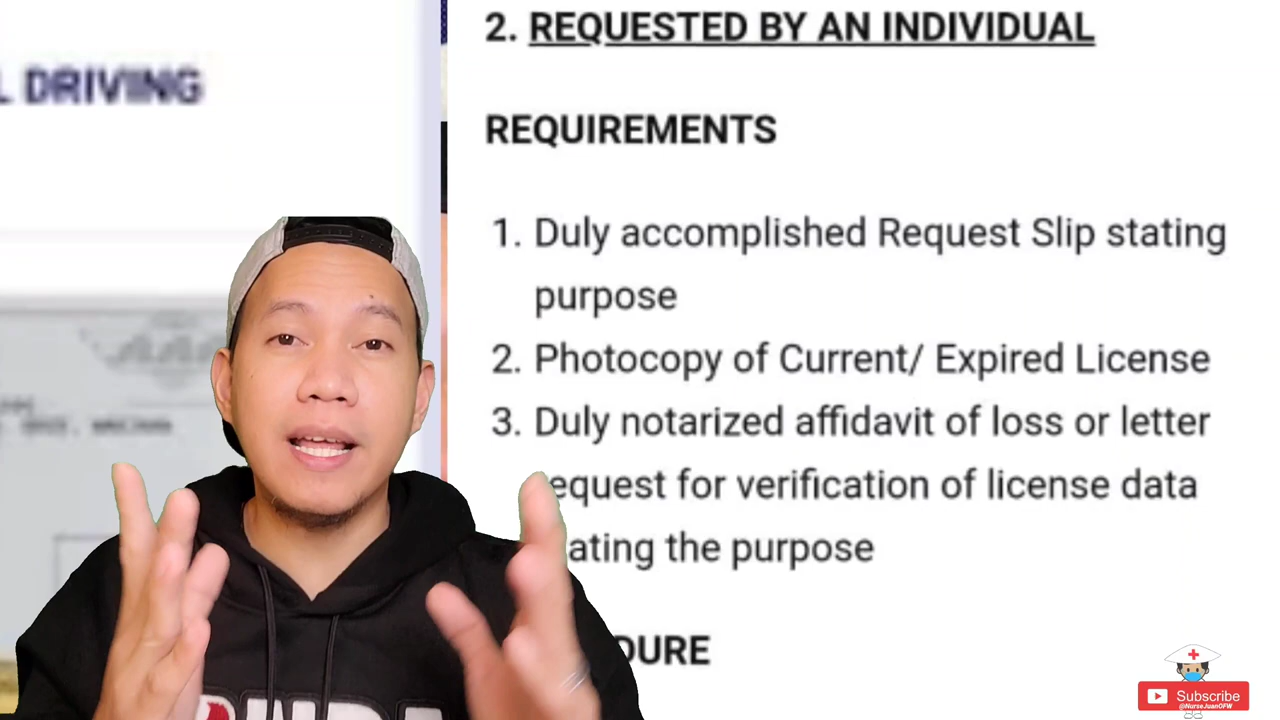 DRIVING
2. REQUESTED BY AN INDIVIDUAL
REQUIREMENTS
1. Duly accomplished Request Slip stating
purpose
2. Photocopy of Current/ Expired License
3. Duly notarized affidavit of loss or letter
equest for verification of license data
ating the purpose
DURE
Subscribe
@NurseJuanOFW